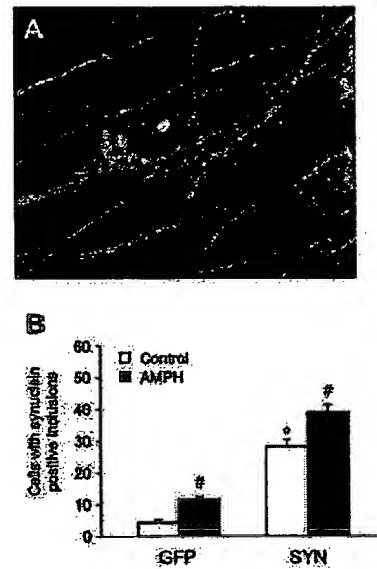 A
B
Cells with synuclein
positive inclusions
60
50
40
30
20
10
0
Control
AMPH
#
*
#
GFP
SYN